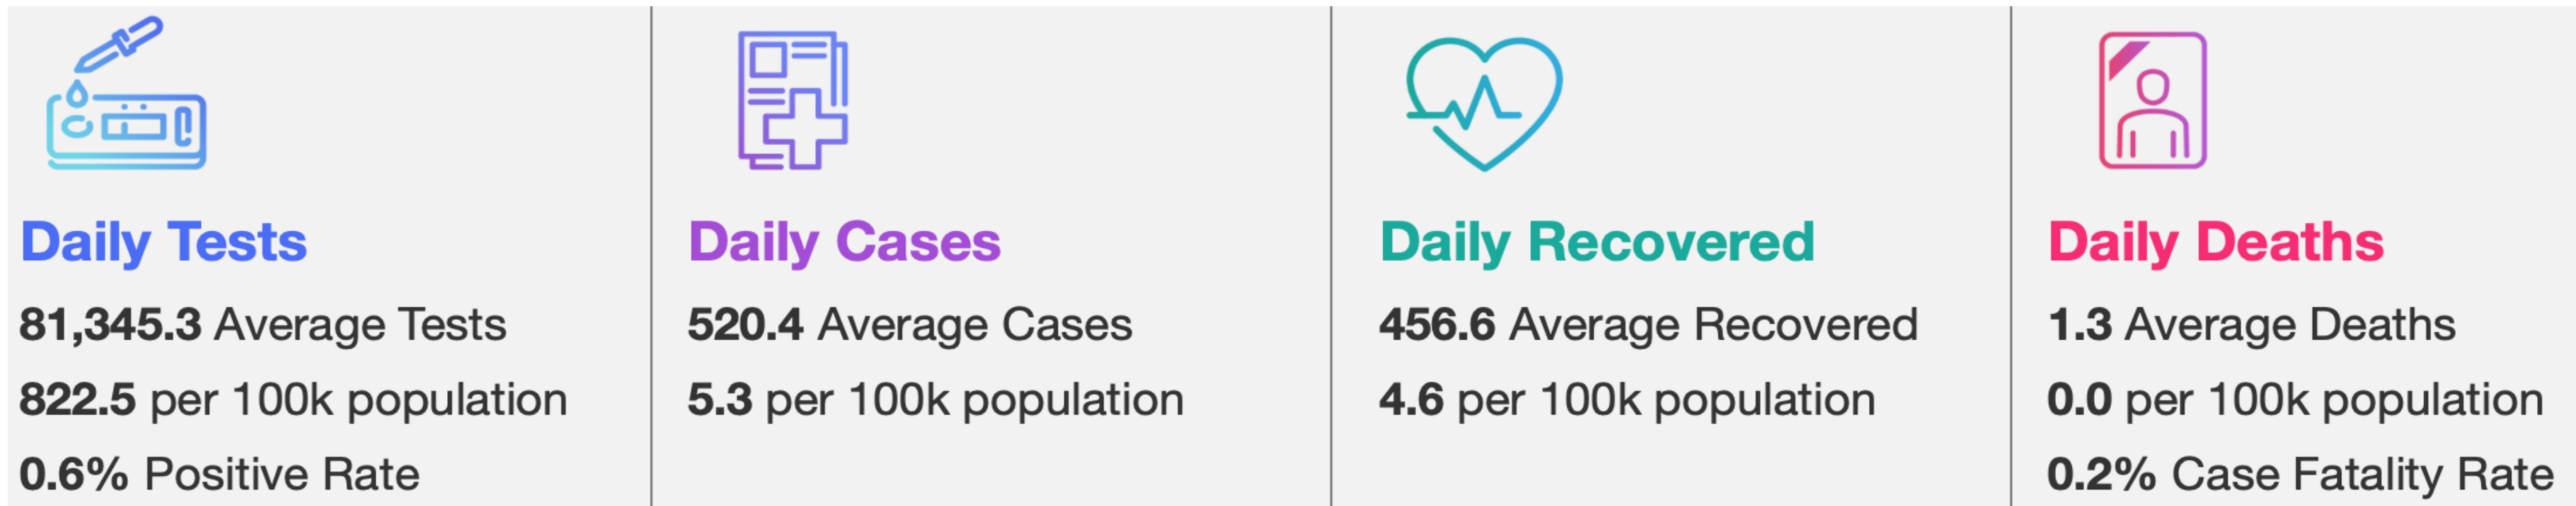 Daily Tests
81,345.3 Average Tests
822.5 per 100k population
0.6% Positive Rate
Daily Cases
520.4 Average Cases
5.3 per 100k population
Daily Recovered
456.6 Average Recovered
4.6 per 100k population
Daily Deaths
1.3 Average Deaths
0.0 per 100k population
0.2% Case Fatality Rate